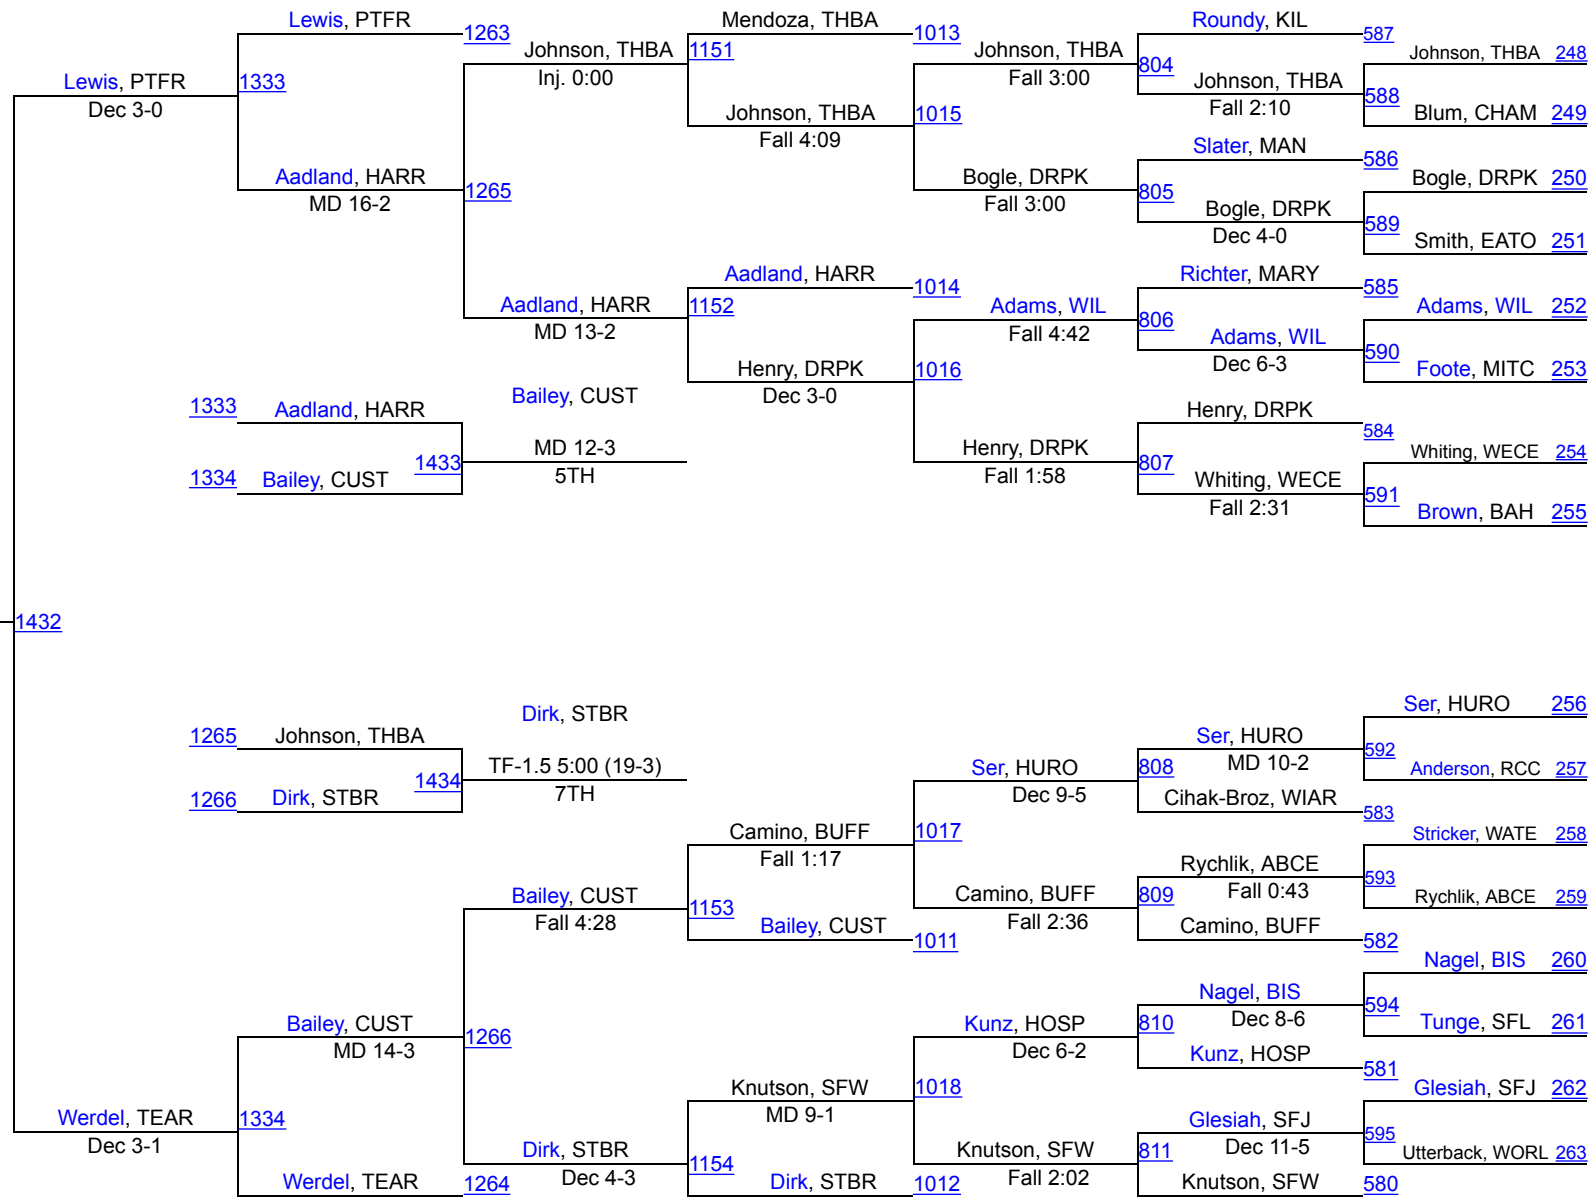 Lewis, PTFR
1263
Mendoza, THBA
1013
Roundy, KIL
587
Johnson, THBA
1151
Johnson, THBA
804
Johnson, THBA 248
Lewis, PTFR
1333
Inj. 0:00
Fall 3:00
Johnson, THBA
588
Dec 3-0
Johnson, THBA
1015
Fall 2:10
Blum, CHAM 249
Fall 4:09
Slater, MAN
586
Aadland, HARR
1265
Bogle, DRPK
805
Bogle, DRPK 250
MD 16-2
Fall 3:00
Bogle, DRPK
589
Dec 4-0
Smith, EATO 251
Aadland, HARR
1014
Richter, MARY
585
Aadland, HARR
1152
Adams, WIL
806
Adams, WIL 252
MD 13-2
Fall 4:42
Adams, WIL
590
Henry, DRPK
1016
Dec 6-3
Foote, MITC 253
Dec 3-0
1333
Aadland, HARR
Bailey, CUST
Henry, DRPK
584
1433
MD 12-3
Henry, DRPK
807
Whiting, WECE 254
1334
Bailey, CUST
5TH
Fall 1:58
Whiting, WECE
591
Fall 2:31
Brown, BAH 255
1432
Dirk, STBR
Ser, HURO 256
1265
Johnson, THBA
Ser, HURO
592
1434
TF-1.5 5:00 (19-3)
Ser, HURO
808
MD 10-2
Anderson, RCC 257
1266
Dirk, STBR
7TH
Dec 9-5
Cihak-Broz, WIAR
583
Camino, BUFF
1017
Stricker, WATE 258
Fall 1:17
Rychlik, ABCE
593
Bailey, CUST
1153
Camino, BUFF
809
Fall 0:43
Rychlik, ABCE 259
Fall 4:28
Bailey, CUST
1011
Fall 2:36
Camino, BUFF
582
Nagel, BIS 260
Nagel, BIS
594
Bailey, CUST
1266
Kunz, HOSP
810
Dec 8-6
Tunge, SFL 261
MD 14-3
Dec 6-2
Kunz, HOSP
581
Knutson, SFW
1018
Glesiah, SFJ 262
Werdel, TEAR
1334
MD 9-1
Glesiah, SFJ
595
Dec 3-1
Dirk, STBR
1154
Knutson, SFW
811
Dec 11-5
Utterback, WORL 263
Dec 4-3
Fall 2:02
Werdel, TEAR
1264
Dirk, STBR
1012
Knutson, SFW
580